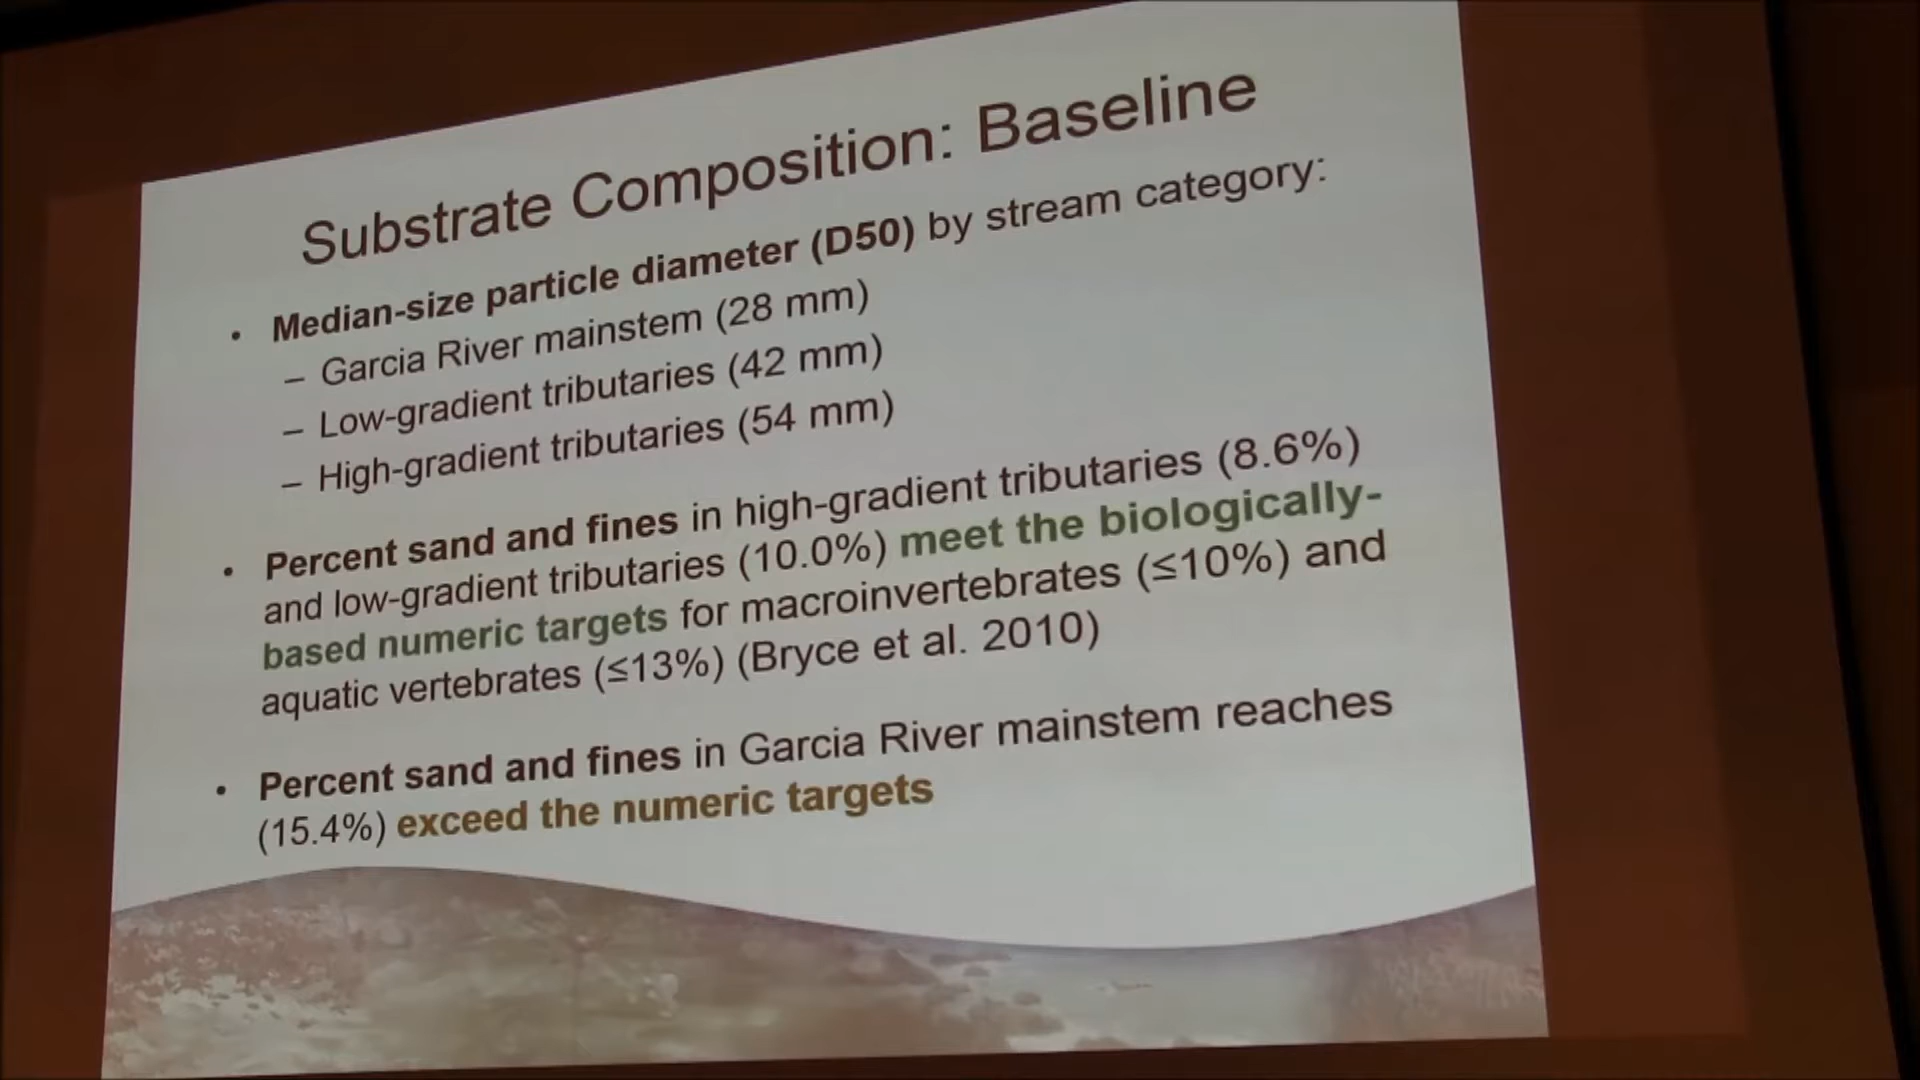 Substrate Composition: Baseline
• Median-size particle diameter (D50) by stream category:
– Garcia River mainstem (28 mm)
– Low-gradient tributaries (42 mm)
– High-gradient tributaries (54 mm)
• Percent sand and fines in high-gradient tributaries (8.6%)
and low-gradient tributaries (10.0%) meet the biologically-
based numeric targets for macroinvertebrates (≤10%) and
aquatic vertebrates (≤13%) (Bryce et al. 2010)
• Percent sand and fines in Garcia River mainstem reaches
(15.4%) exceed the numeric targets